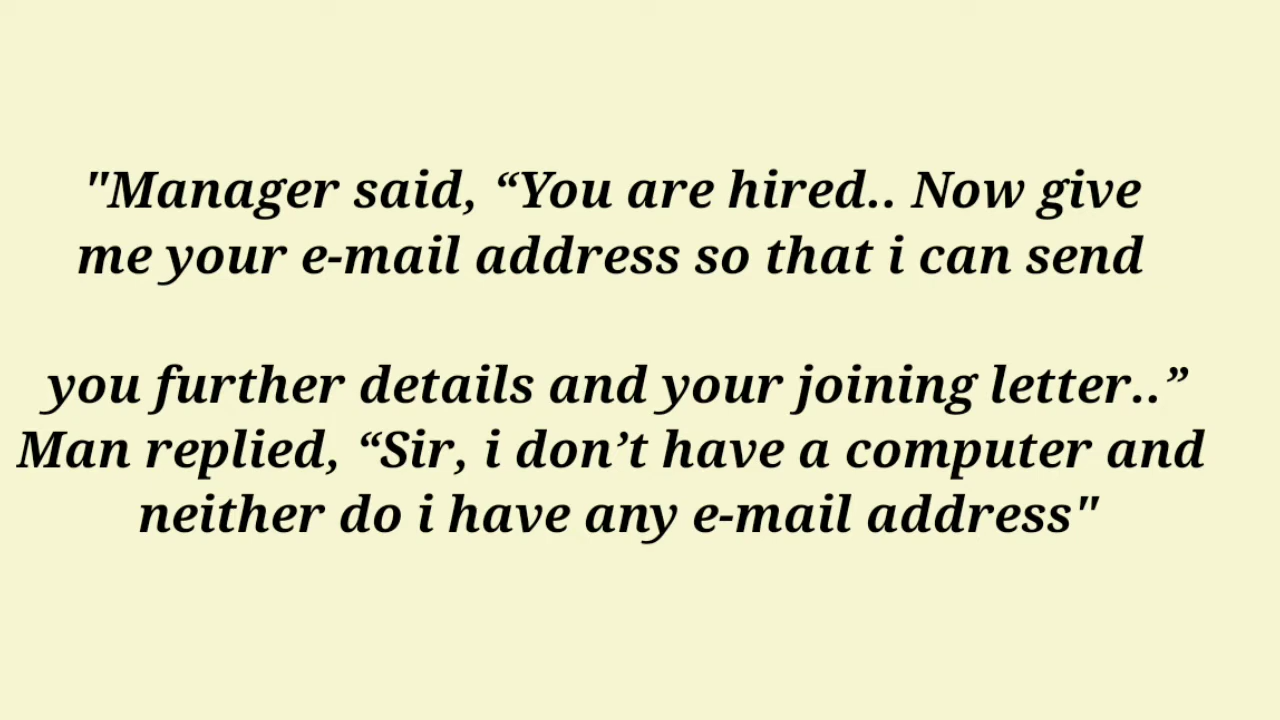 "Manager said, “You are hired.. Now give
me your e-mail address so that i can send
you further details and your joining letter..”
Man replied, “Sir, i don’t have a computer and
neither do i have any e-mail address"